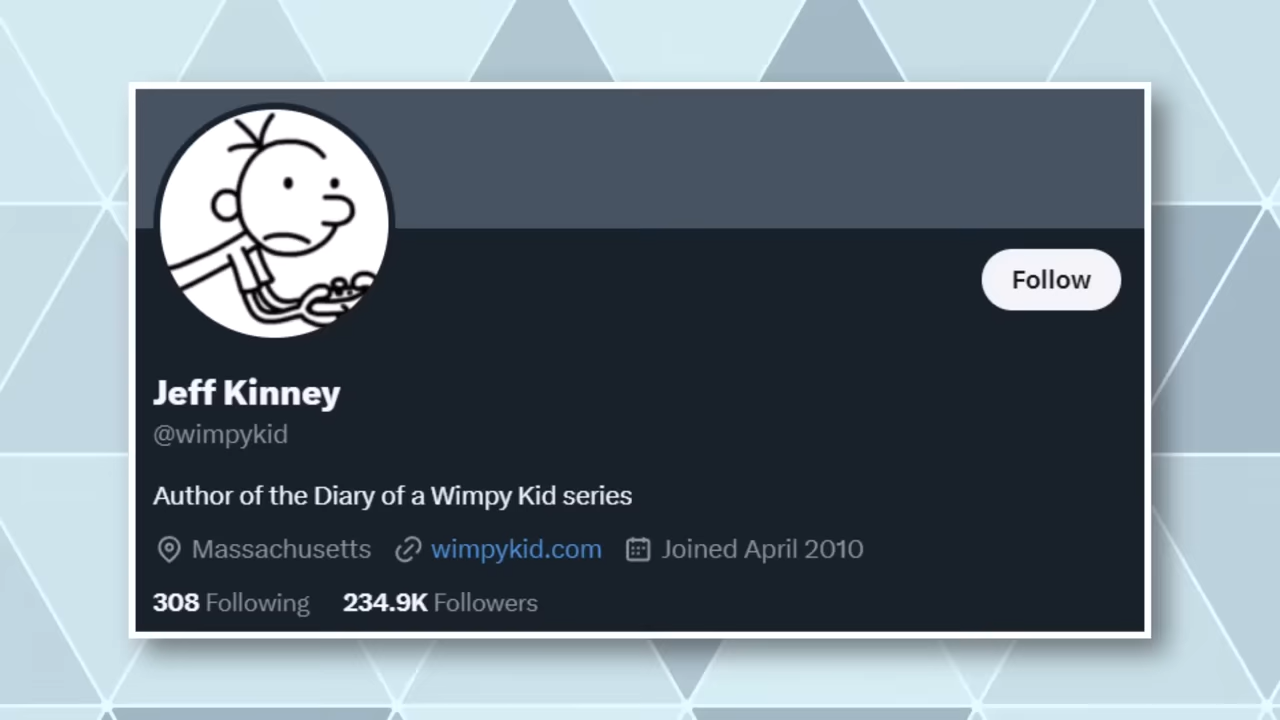 Follow
Jeff Kinney
@wimpykid
Author of the Diary of a Wimpy Kid series
Massachusetts wimpykid.com Joined April 2010
308 Following 234.9K Followers